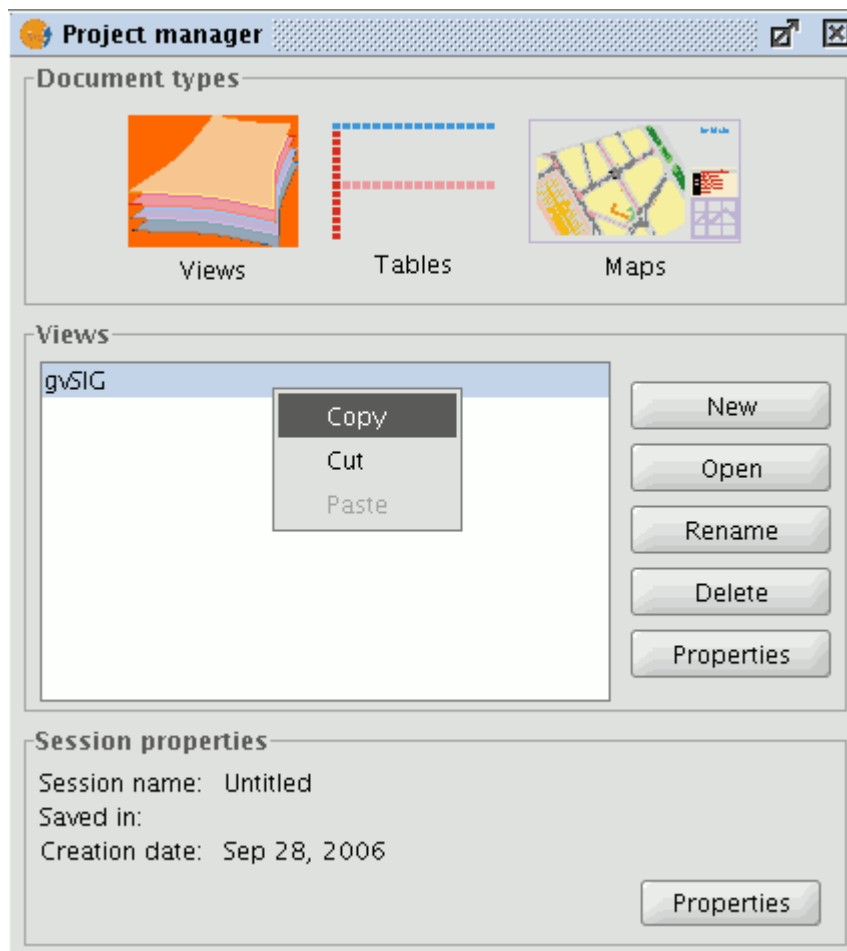 Project manager
Document types
Views
Tables
Maps
Views
gvSIG
Copy
Cut
Paste
New
Open
Rename
Delete
Properties
Session properties
Session name: Untitled
Saved in:
Creation date: Sep 28, 2006
Properties